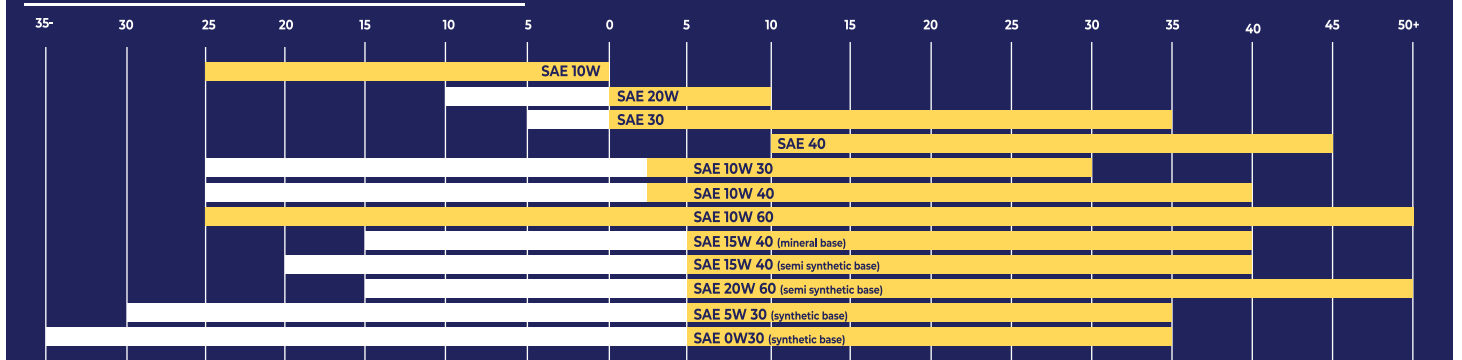 35- 30 25 20 15 10 5 0 5 10 15 20 25 30 35 40 45 50+
SAE 10W
SAE 20W
SAE 30
SAE 40
SAE 10W 30
SAE 10W 40
SAE 10W 60
SAE 15W 40 (mineral base)
SAE 15W 40 (semi synthetic base)
SAE 20W 60 (semi synthetic base)
SAE 5W 30 (synthetic base)
SAE 0W30 (synthetic base)